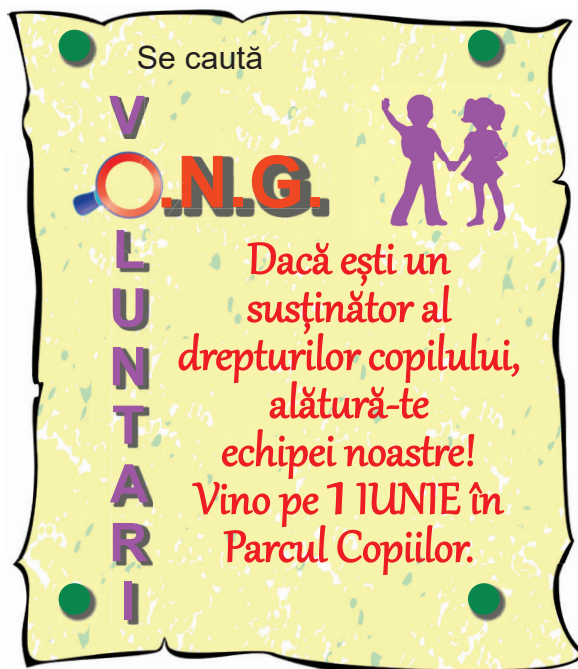 Se caută
VOLUNTARI
O.N.G.
Dacă ești un
susținător al
drepturilor copilului,
alătură-te
echipei noastre!
Vino pe 1 IUNIE în
Parcul Copiilor.